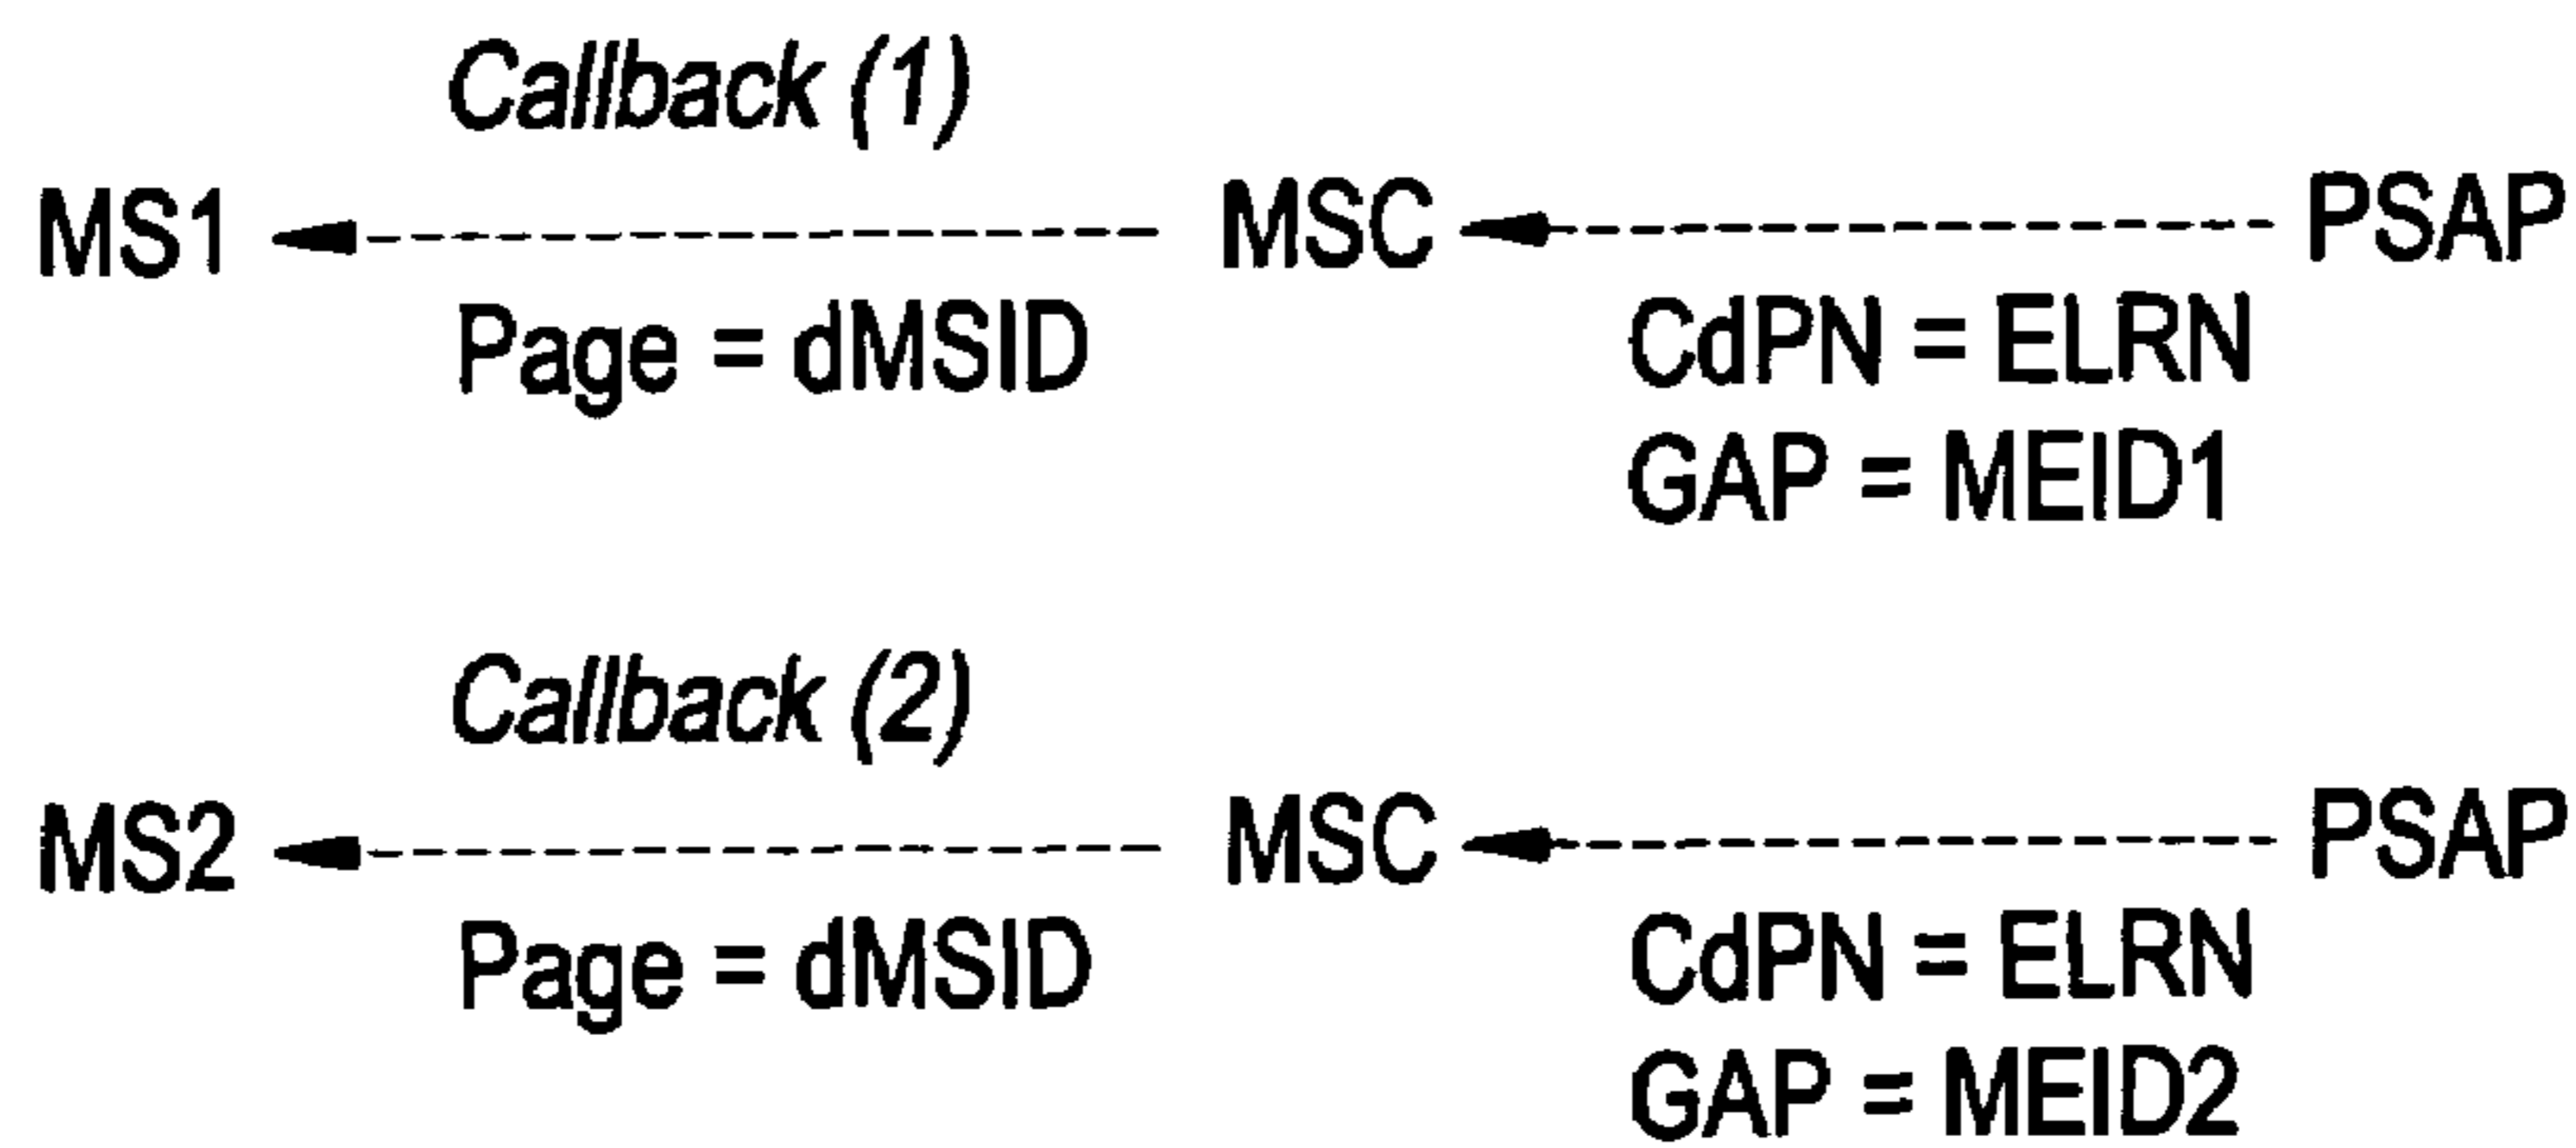 Callback (1)
MS1 MSC PSAP
Page = dMSID CdPN = ELRN
GAP = MEID1
Callback (2)
MS2 MSC PSAP
Page = dMSID CdPN = ELRN
GAP = MEID2